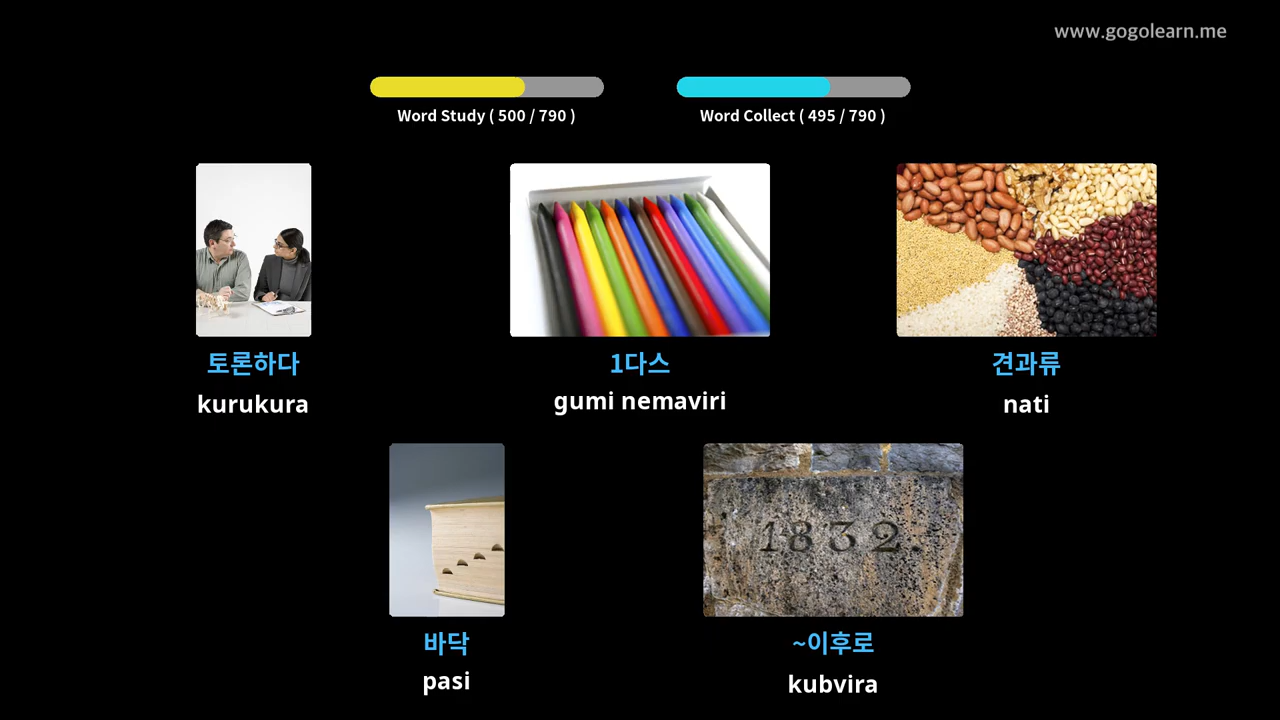 www.gogolearn.me
Word Study ( 500 / 790 )
Word Collect ( 495 / 790 )
토론하다
kurukura
1다스
gumi nemaviri
견과류
nati
바닥
pasi
1832.
~이후로
kubvira